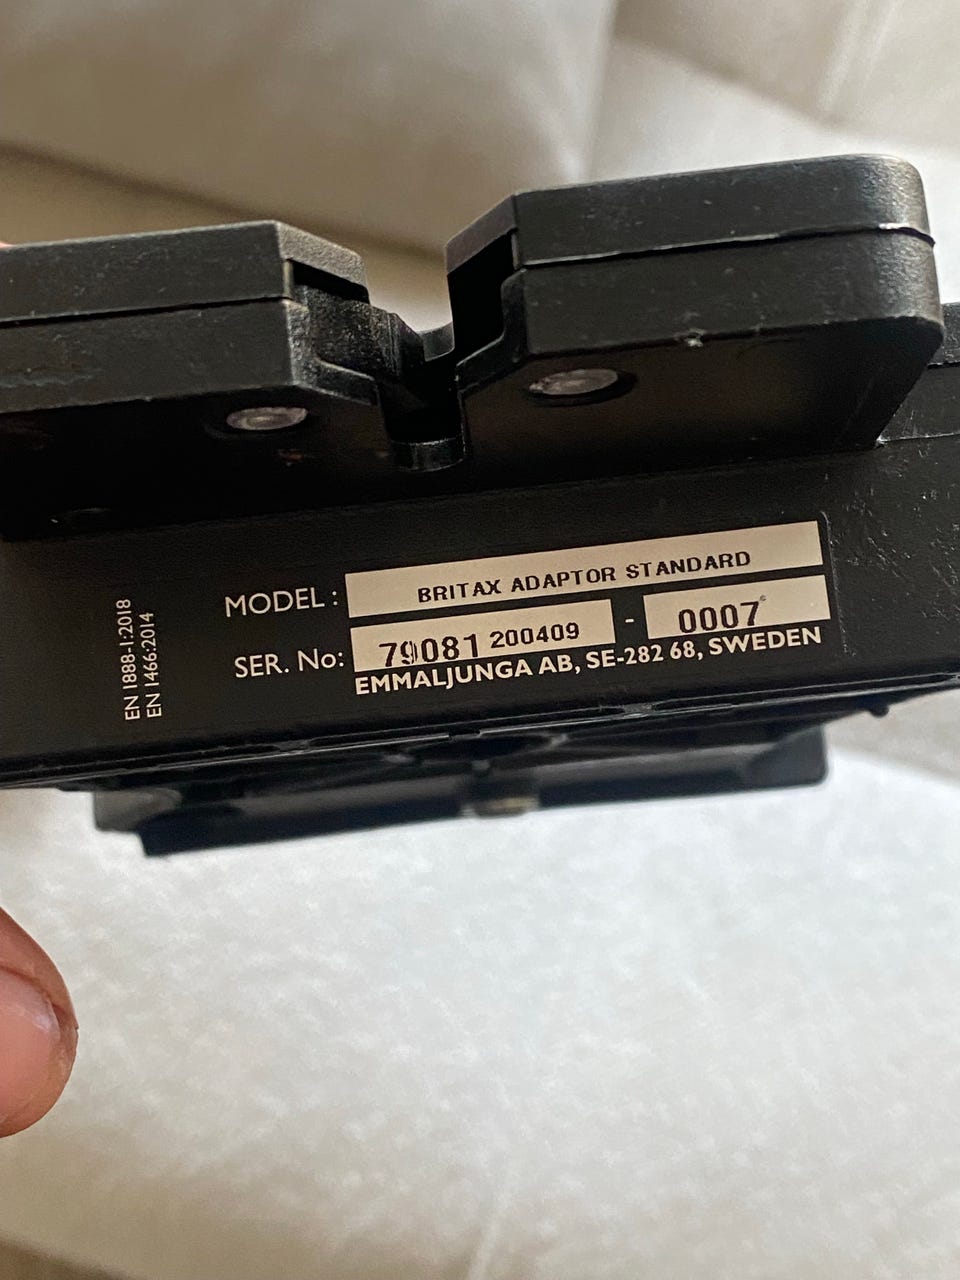 MODEL : BRITAX ADAPTOR STANDARD
SER. No: 79081 200409 - 0007
EMMALJUNGA AB, SE-282 68, SWEDEN
EN 1888-1:2018
EN 1466:2014